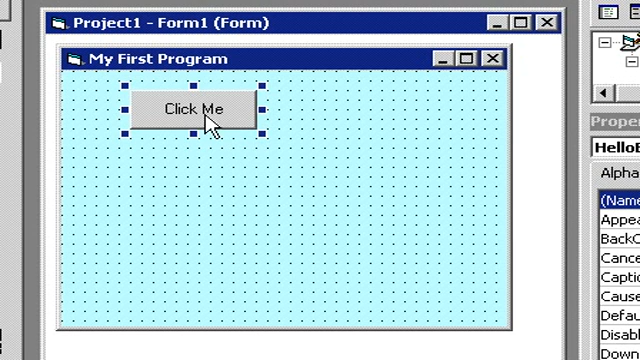 Project1 - Form1 (Form)
My First Program
Click Me
Proper
HelloB
Alpha
(Name
Appea
BackC
Cance
Captio
Cause
Defau
Disabl
Down